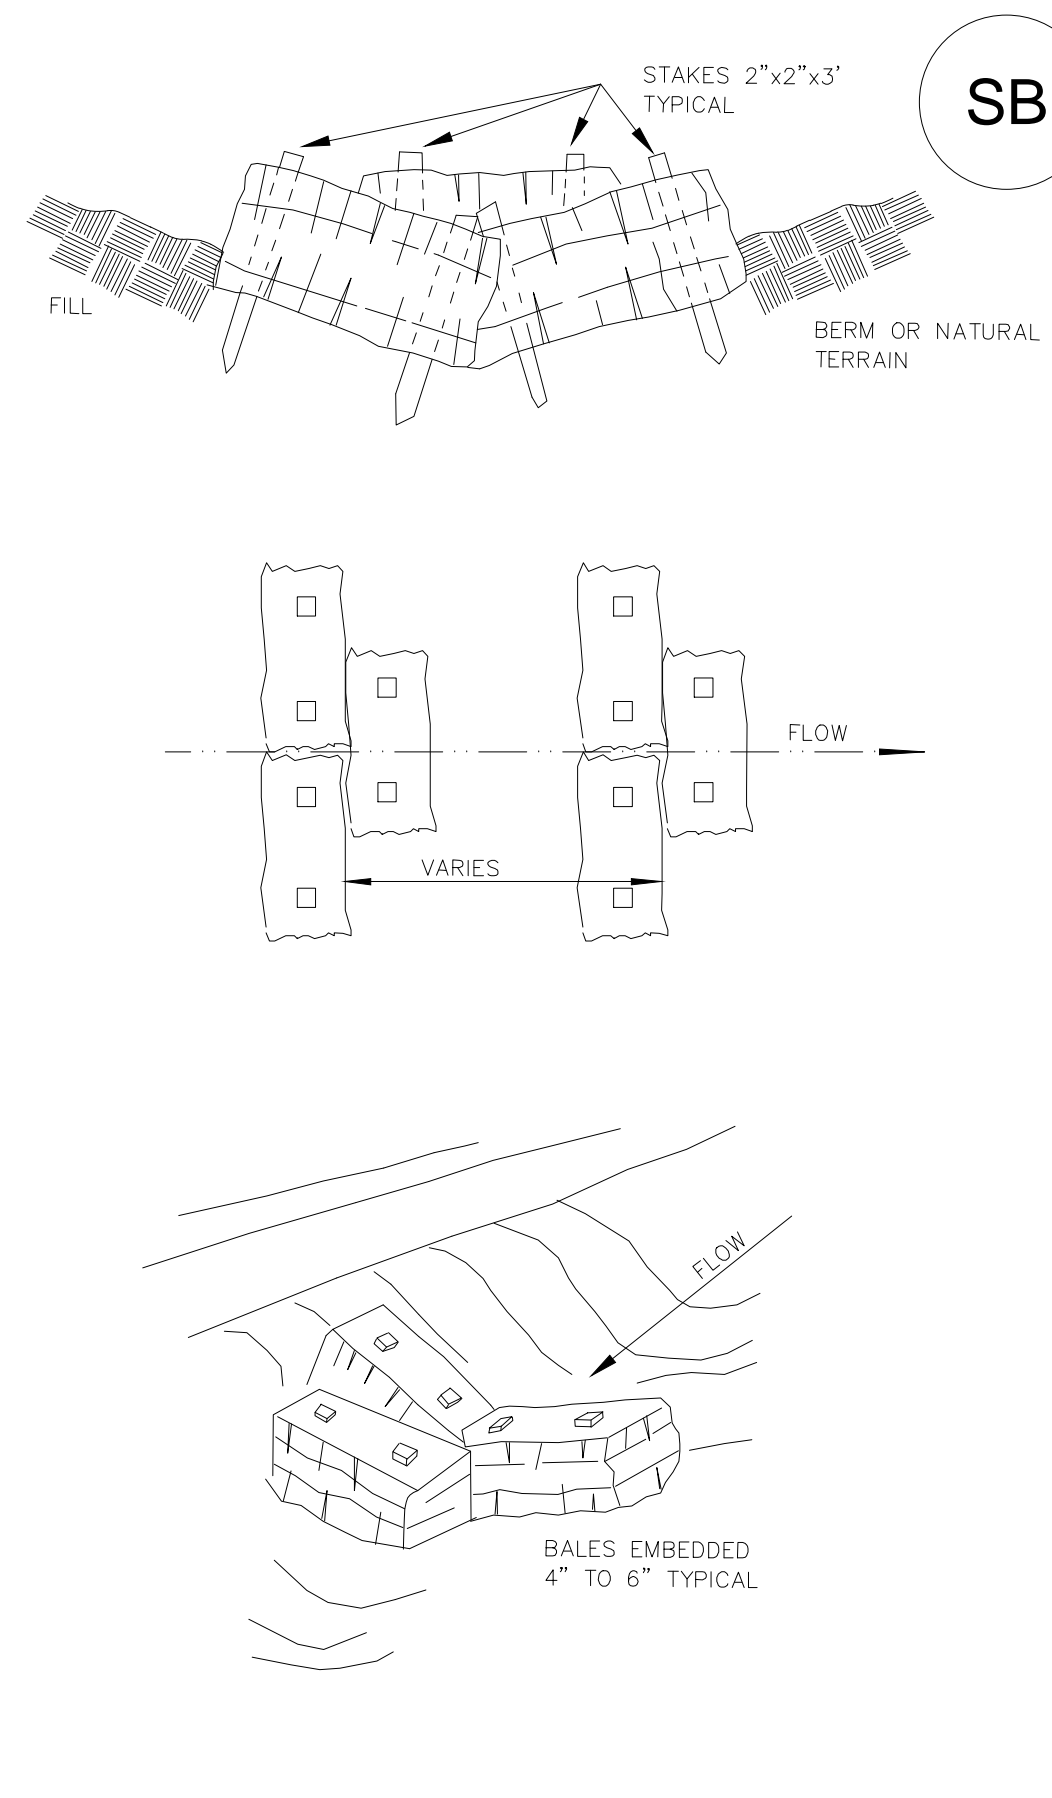 SB
STAKES 2”x2”x3’
TYPICAL
FILL
BERM OR NATURAL
TERRAIN
FLOW
VARIES
FLOW
BALES EMBEDDED
4” TO 6” TYPICAL